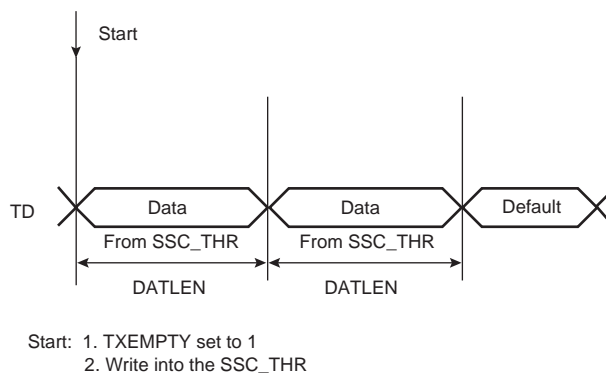 Start
TD
Data
Data
Default
From SSC_THR
From SSC_THR
DATLEN
DATLEN
Start: 1. TXEMPTY set to 1
2. Write into the SSC_THR